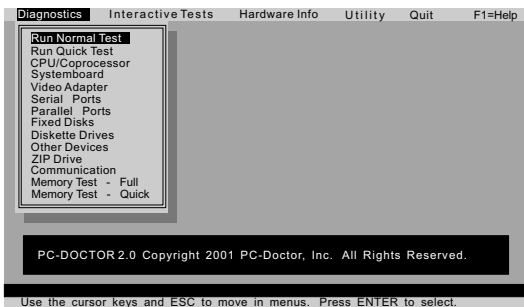 Diagnostics Interactive Tests Hardware Info Utility Quit F1=Help
Run Normal Test
Run Quick Test
CPU/Coprocessor
Systemboard
Video Adapter
Serial Ports
Parallel Ports
Fixed Disks
Diskette Drives
Other Devices
ZIP Drive
Communication
Memory Test - Full
Memory Test - Quick
PC-DOCTOR 2.0 Copyright 2001 PC-Doctor, Inc. All Rights Reserved.
Use the cursor keys and ESC to move in menus. Press ENTER to select.